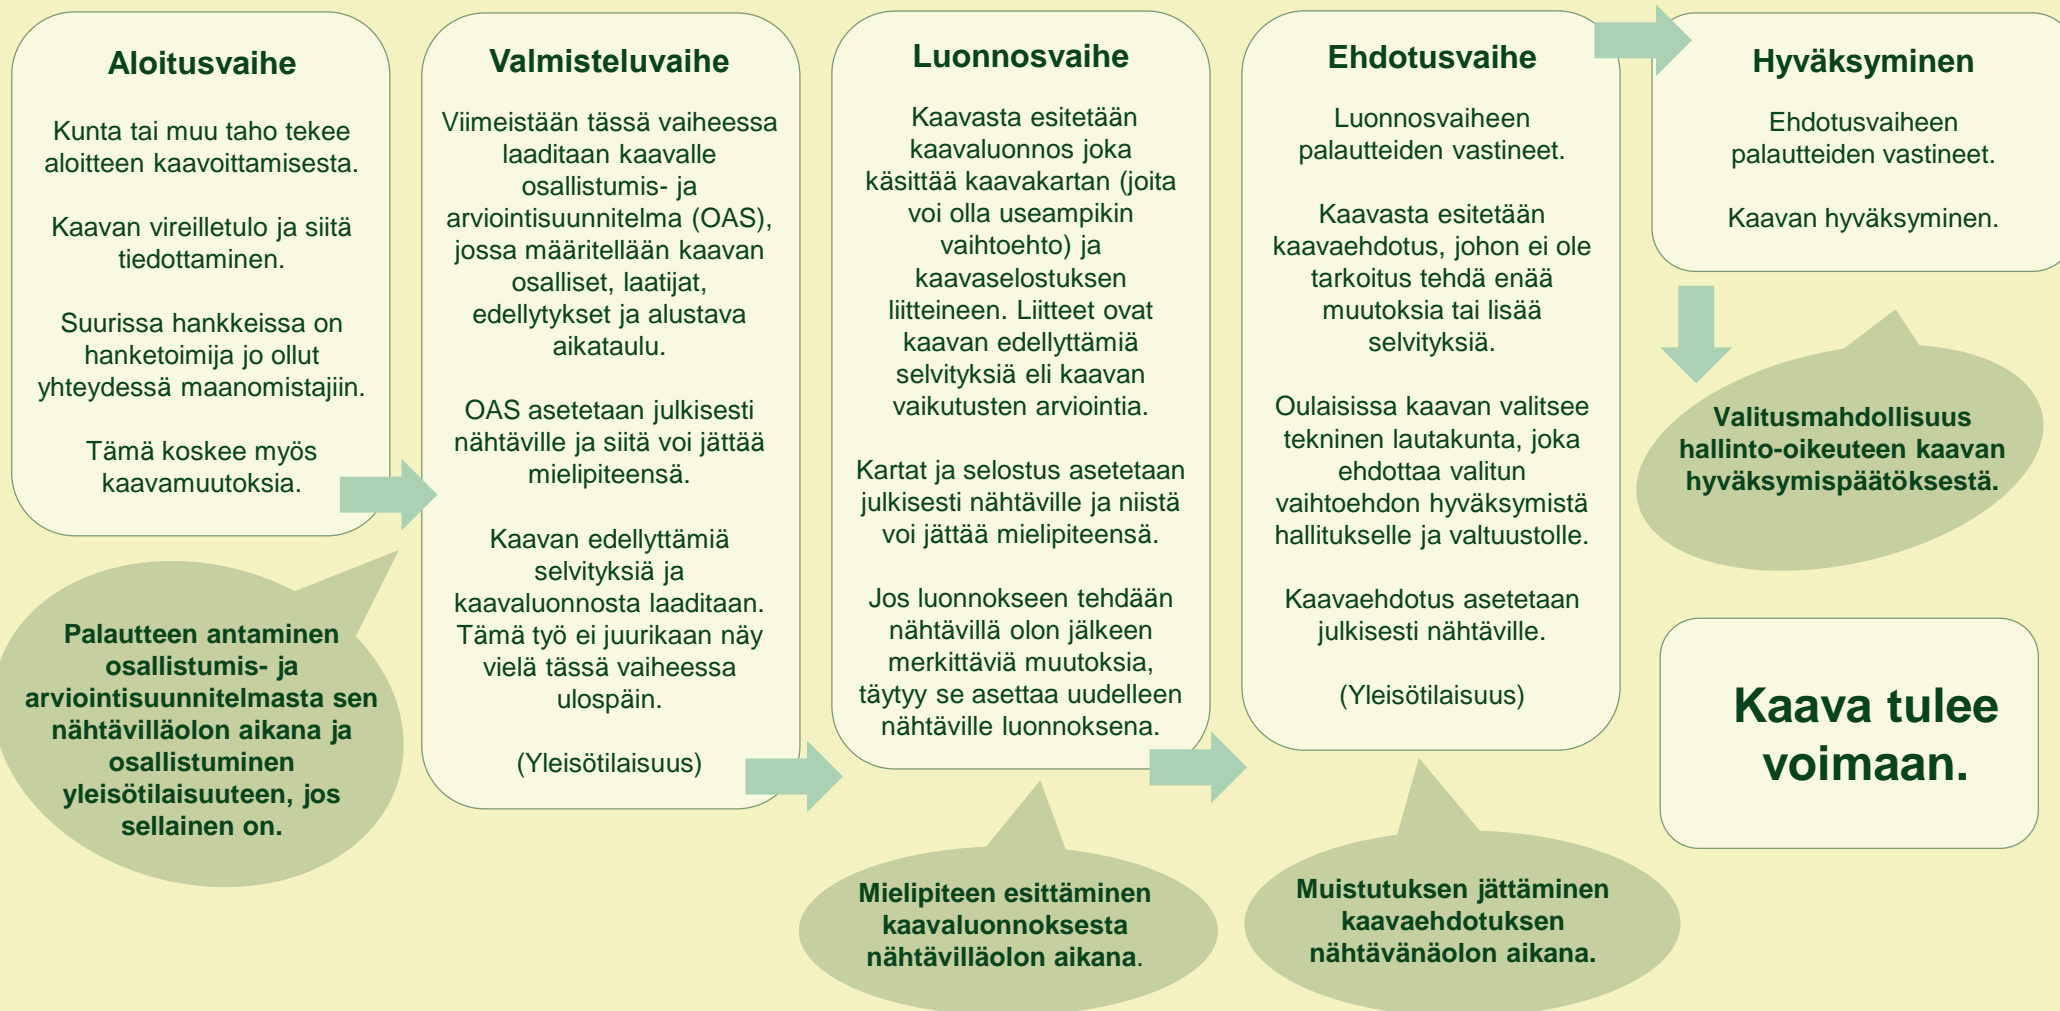 Aloitusvaihe
Kunta tai muu taho tekee
aloitteen kaavoittamisesta.
Kaavan vireilletulo ja siitä
tiedottaminen.
Suurissa hankkeissa on
hanketoimija jo ollut
yhteydessä maanomistajiin.
Tämä koskee myös
kaavamuutoksia.
Palautteen antaminen
osallistumis- ja
arviointisuunnitelmasta sen
nähtävilläolon aikana ja
osallistuminen
yleisötilaisuuteen, jos
sellainen on.
Valmisteluvaihe
Viimeistään tässä vaiheessa
laaditaan kaavalle
osallistumis- ja
arviointisuunnitelma (OAS),
jossa määritellään kaavan
osalliset, laatijat,
edellytykset ja alustava
aikataulu.
OAS asetetaan julkisesti
nähtäville ja siitä voi jättää
mielipiteensä.
Kaavan edellyttämiä
selvityksiä ja
kaavaluonnosta laaditaan.
Tämä työ ei juurikaan näy
vielä tässä vaiheessa
ulospäin.
(Yleisötilaisuus)
Luonnosvaihe
Kaavasta esitetään
kaavaluonnos joka
käsittää kaavakartan (joita
voi olla useampikin
vaihtoehto) ja
kaavaselostuksen
liitteineen. Liitteet ovat
kaavan edellyttämiä
selvityksiä eli kaavan
vaikutusten arviointia.
Kartat ja selostus asetetaan
julkisesti nähtäville ja niistä
voi jättää mielipiteensä.
Jos luonnokseen tehdään
nähtävillä olon jälkeen
merkittäviä muutoksia,
täytyy se asettaa uudelleen
nähtäville luonnoksena.
Mielipiteen esittäminen
kaavaluonnoksesta
nähtävilläolon aikana.
Ehdotusvaihe
Luonnosvaiheen
palautteiden vastineet.
Kaavasta esitetään
kaavaehdotus, johon ei ole
tarkoitus tehdä enää
muutoksia tai lisää
selvityksiä.
Oulaisissa kaavan valitsee
tekninen lautakunta, joka
ehdottaa valitun
vaihtoehdon hyväksymistä
hallitukselle ja valtuustolle.
Kaavaehdotus asetetaan
julkisesti nähtäville.
(Yleisötilaisuus)
Muistutuksen jättäminen
kaavaehdotuksen
nähtävänäolon aikana.
Hyväksyminen
Ehdotusvaiheen
palautteiden vastineet.
Kaavan hyväksyminen.
Valitusmahdollisuus
hallinto-oikeuteen kaavan
hyväksymispäätöksestä.
Kaava tulee
voimaan.